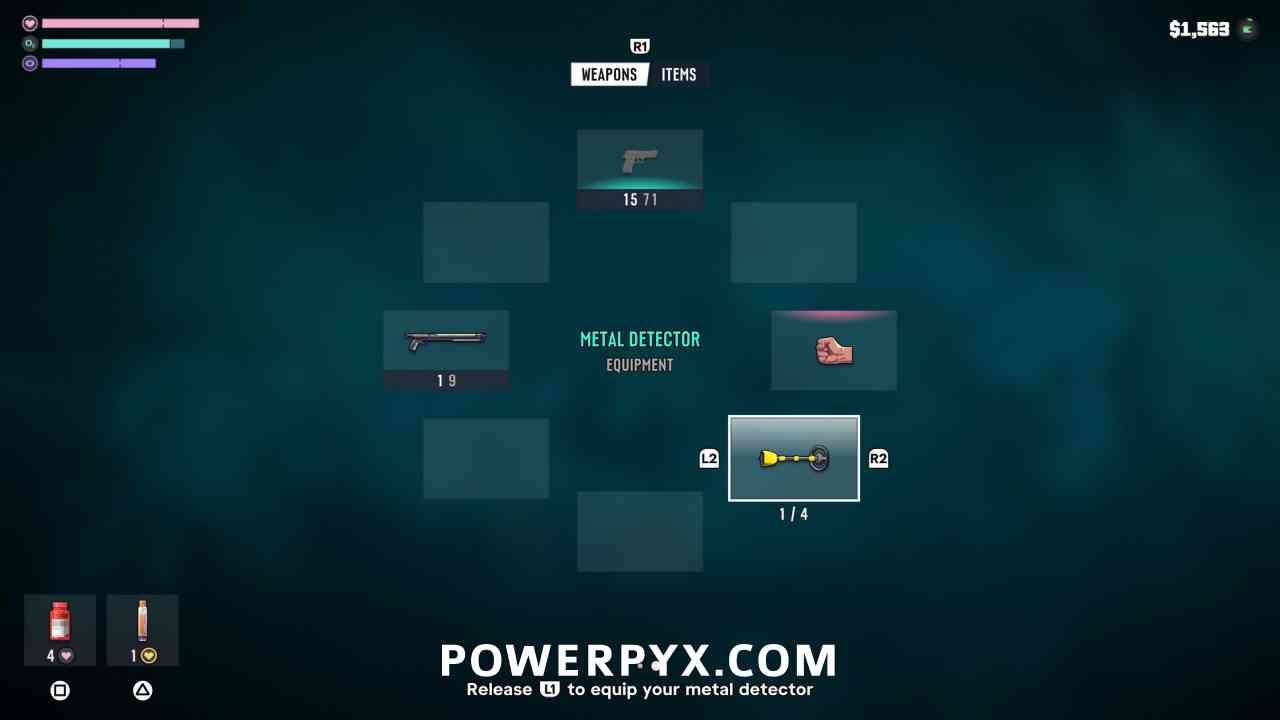 $1,563
R1
WEAPONS ITEMS
15 71
METAL DETECTOR
EQUIPMENT
1 9
L2 R2
1 / 4
4 1
POWERPYX.COM
Release L1 to equip your metal detector